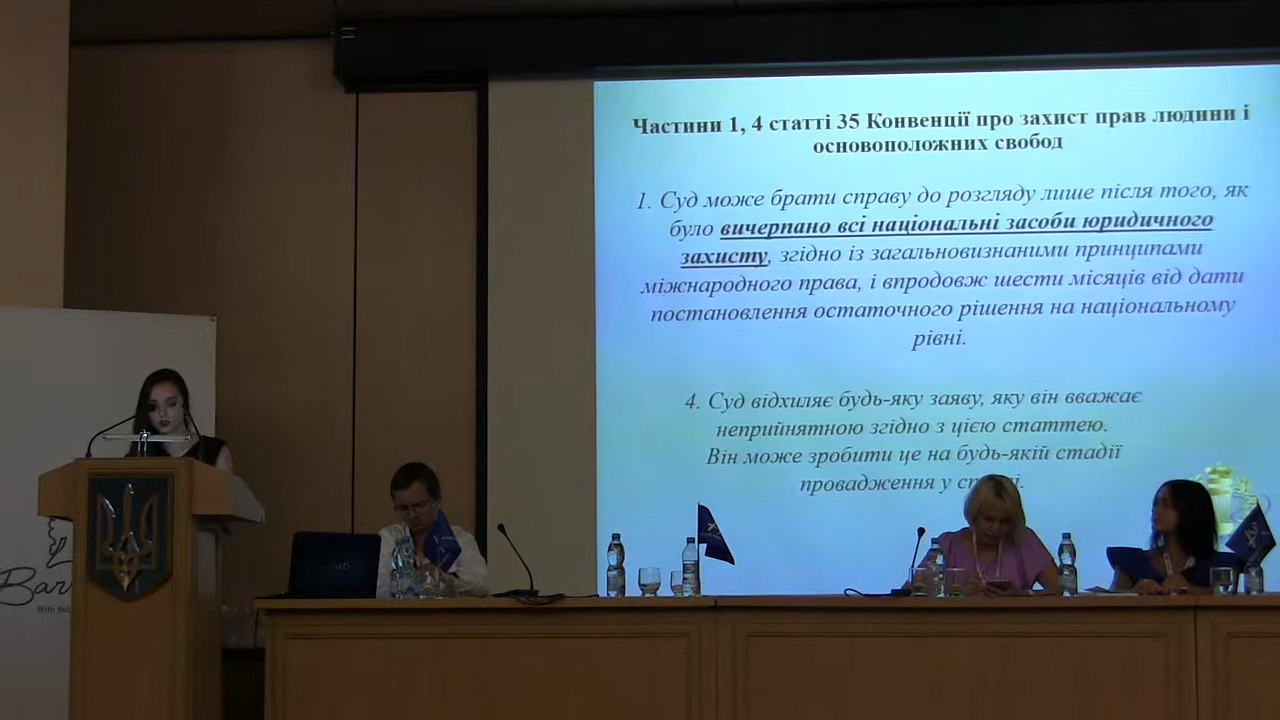 Частини 1, 4 статті 35 Конвенції про захист прав людини і
основоположних свобод
1. Суд може брати справу до розгляду лише після того, як
було вичерпано всі національні засоби юридичного
захисту, згідно із загальновизнаними принципами
міжнародного права, і впродовж шести місяців від дати
постановлення остаточного рішення на національному
рівні.
4. Суд відхиляє будь-яку заяву, яку він вважає
неприйнятною згідно з цією статтею.
Він може зробити це на будь-якій стадії
провадження у